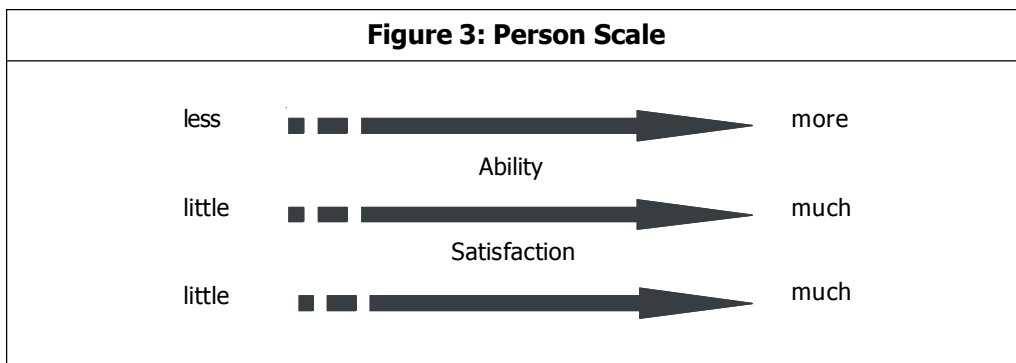 Figure 3: Person Scale
less more
Ability
little much
Satisfaction
little much